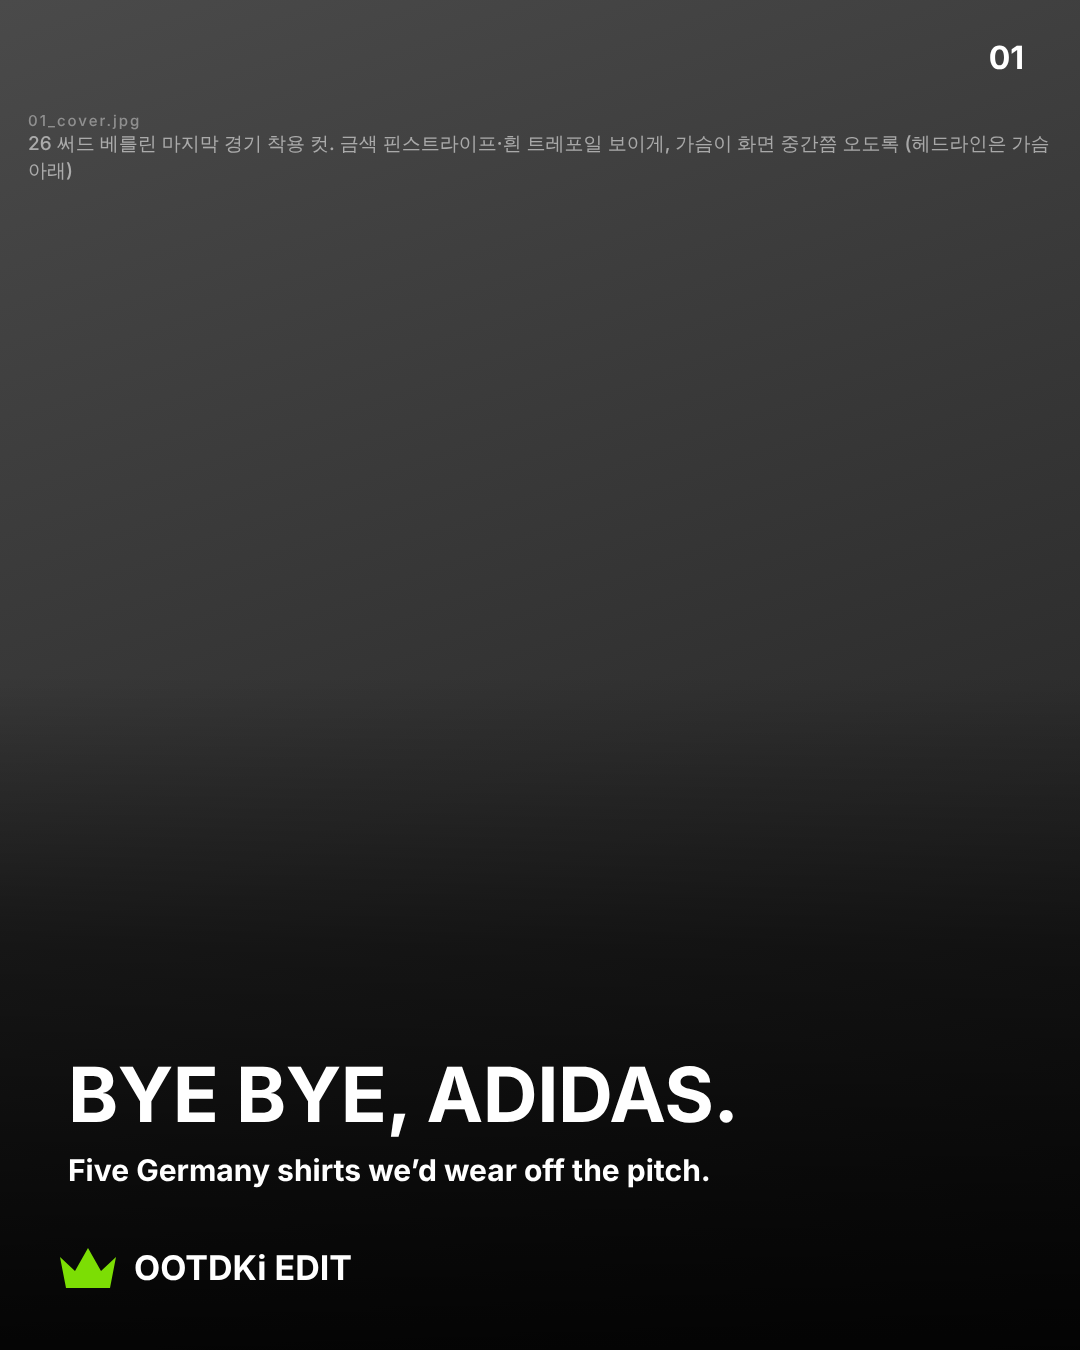 01
01_cover.jpg
26 써드 베를린 마지막 경기 착용 컷. 금색 핀스트라이프·흰 트레포일 보이게, 가슴이 화면 중간쯤 오도록 (헤드라인은 가슴
아래)
BYE BYE, ADIDAS.
Five Germany shirts we’d wear off the pitch.
OOTDKi EDIT